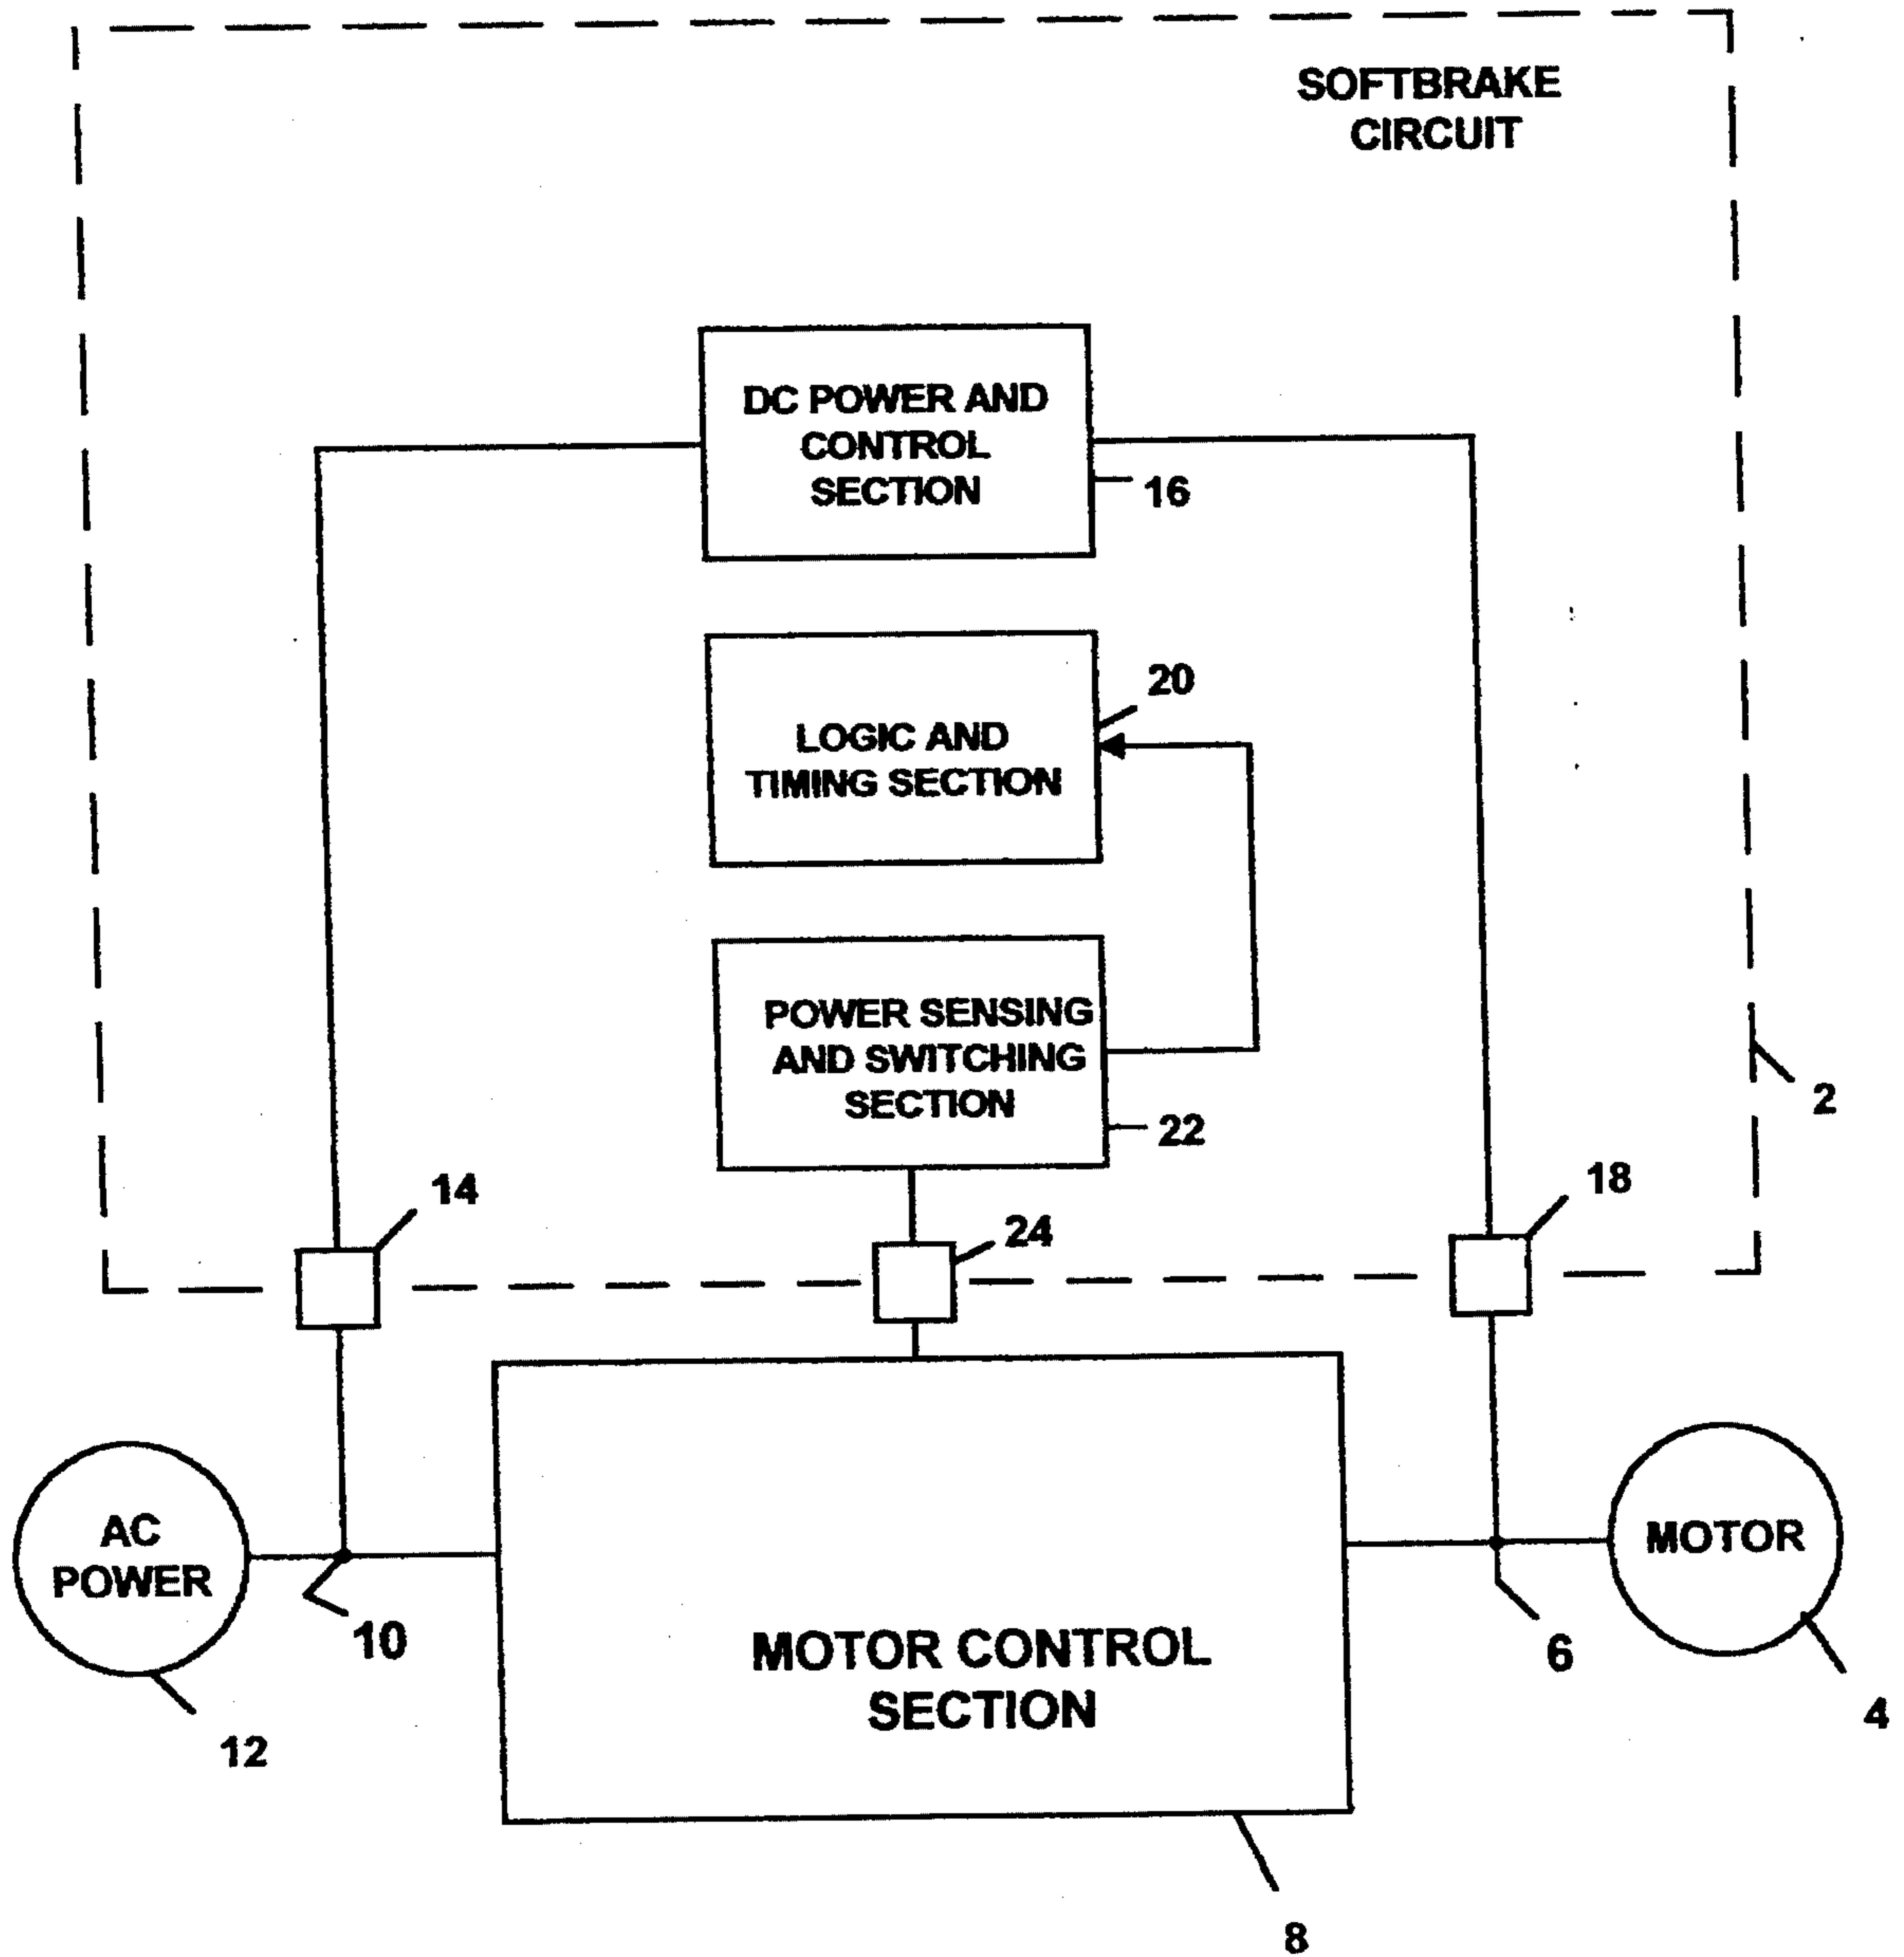 SOFTBRAKE
CIRCUIT
DC POWER AND
CONTROL
SECTION
16
20
LOGIC AND
TIMING SECTION
POWER SENSING
AND SWITCHING
SECTION
22
2
14
24
18
AC
POWER
MOTOR
10
6
MOTOR CONTROL
SECTION
4
12
8